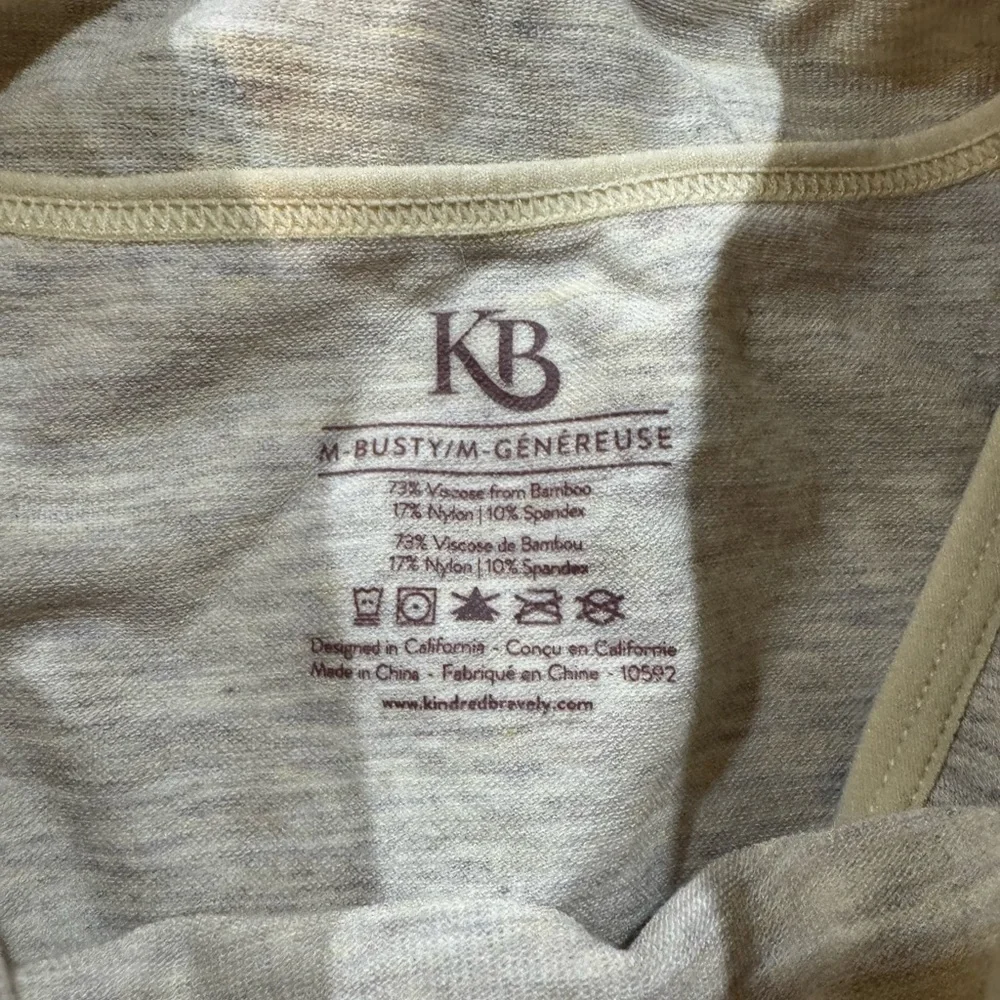 KB
M-BUSTY/M-GÉNÉREUSE
73% Viscose from Bamboo
17% Nylon | 10% Spandex
73% Viscose de Bambou
17% Nylon | 10% Spandex
Designed in California - Conçu en Californie
Made in China - Fabriqué en Chine - 10592
www.kindredbravely.com